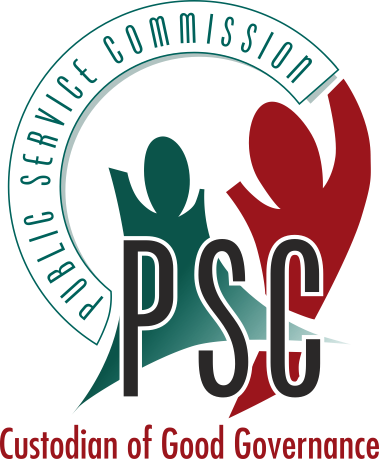 PUBLIC SERVICE COMMISSION
PSC
Custodian of Good Governance